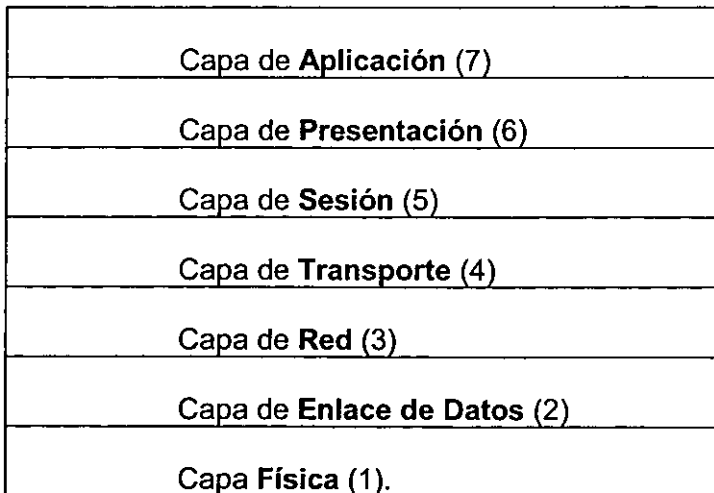 Capa de Aplicación (7)
Capa de Presentación (6)
Capa de Sesión (5)
Capa de Transporte (4)
Capa de Red (3)
Capa de Enlace de Datos (2)
Capa Física (1).